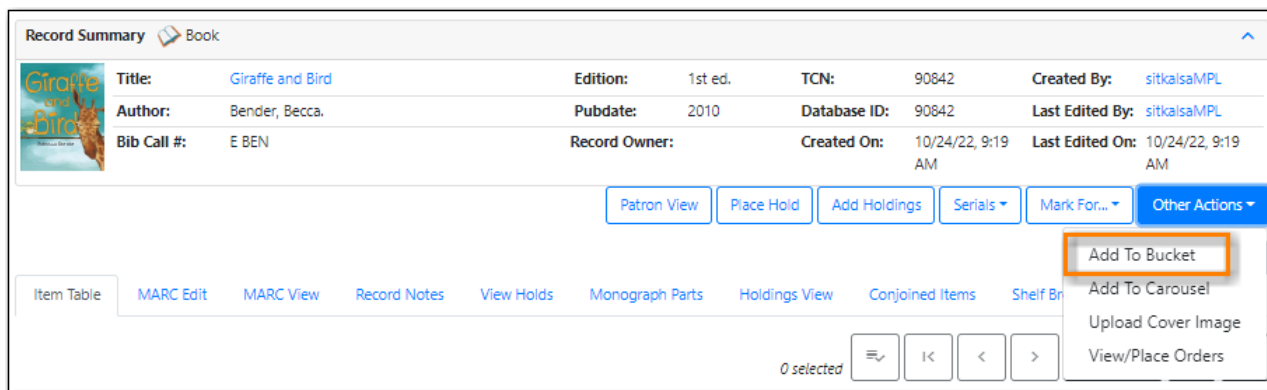 Record Summary Book
Giraffe and Bird
Title: Giraffe and Bird Edition: 1st ed. TCN: 90842 Created By: sitkalsaMPL
Author: Bender, Becca. Pubdate: 2010 Database ID: 90842 Last Edited By: sitkalsaMPL
Bib Call #: E BEN Record Owner: Created On: 10/24/22, 9:19 AM Last Edited On: 10/24/22, 9:19 AM
Patron View Place Hold Add Holdings Serials Mark For... Other Actions
Add To Bucket
Add To Carousel
Upload Cover Image
View/Place Orders
Item Table MARC Edit MARC View Record Notes View Holds Monograph Parts Holdings View Conjoined Items Shelf Br
0 selected